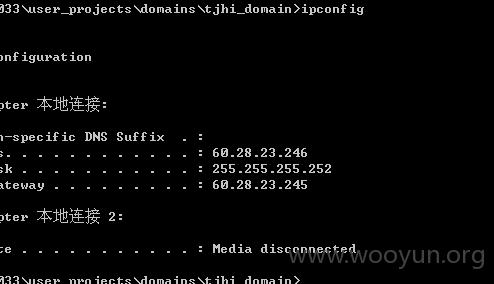 033\user_projects\domains\tjhi_domain>ipconfig
onfiguration
pter 本地连接:
n-specific DNS Suffix . :
s. . . . . . . . . . . . : 60.28.23.246
sk . . . . . . . . . . . : 255.255.255.252
ateway . . . . . . . . . : 60.28.23.245
pter 本地连接 2:
te . . . . . . . . . . . : Media disconnected
www.wooyun.org
033\user_projects\domains\tjhi_domain>